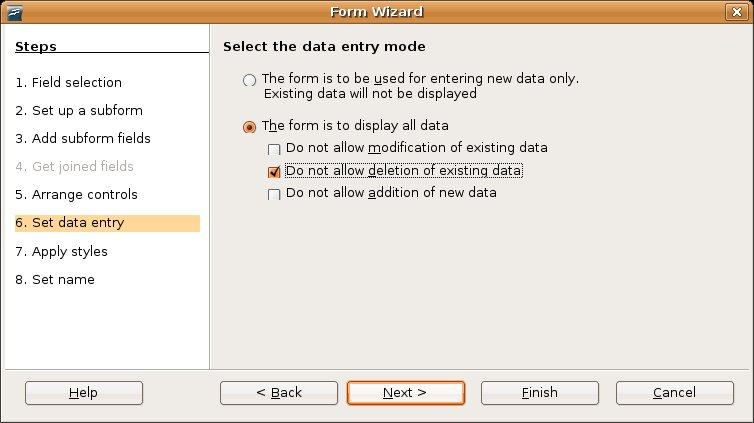 Form Wizard
Steps
1. Field selection
2. Set up a subform
3. Add subform fields
4. Get joined fields
5. Arrange controls
6. Set data entry
7. Apply styles
8. Set name
Select the data entry mode
The form is to be used for entering new data only.
Existing data will not be displayed
The form is to display all data
Do not allow modification of existing data
Do not allow deletion of existing data
Do not allow addition of new data
Help
< Back
Next >
Finish
Cancel